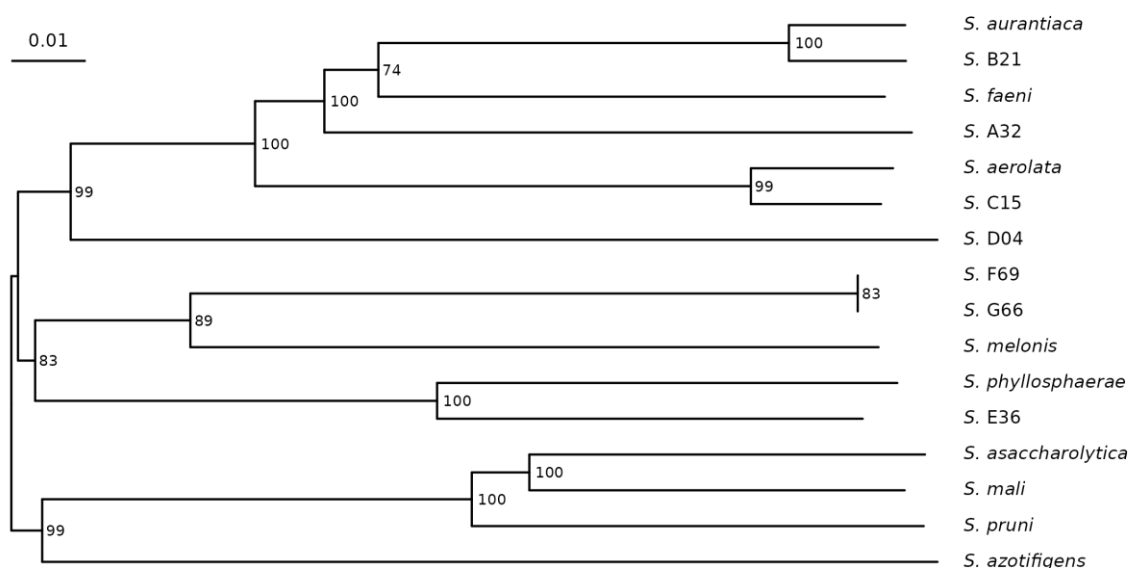 0.01
S. aurantiaca
100
S. B21
74
S. faeni
100
S. A32
100
S. aerolata
99
S. C15
99
S. D04
S. F69
83
S. G66
89
S. melonis
83
S. phyllosphaerae
100
S. E36
S. asaccharolytica
100
S. mali
100
S. pruni
99
S. azotifigens